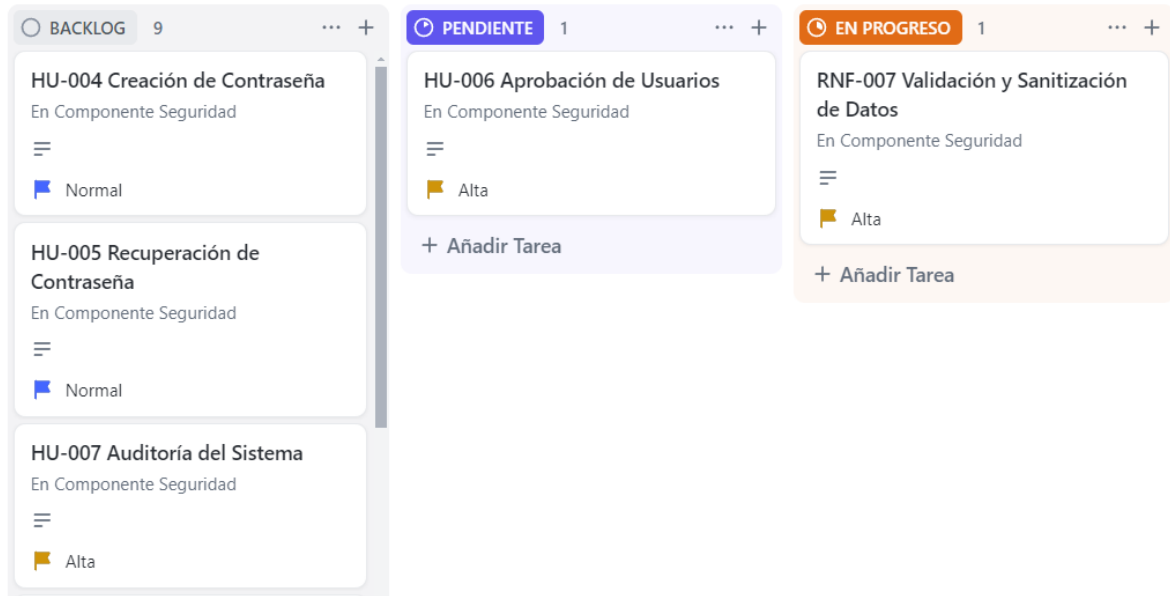 BACKLOG 9
HU-004 Creación de Contraseña
En Componente Seguridad
Normal
HU-005 Recuperación de
Contraseña
En Componente Seguridad
Normal
HU-007 Auditoría del Sistema
En Componente Seguridad
Alta
PENDIENTE 1
HU-006 Aprobación de Usuarios
En Componente Seguridad
Alta
+ Añadir Tarea
EN PROGRESO 1
RNF-007 Validación y Sanitización
de Datos
En Componente Seguridad
Alta
+ Añadir Tarea